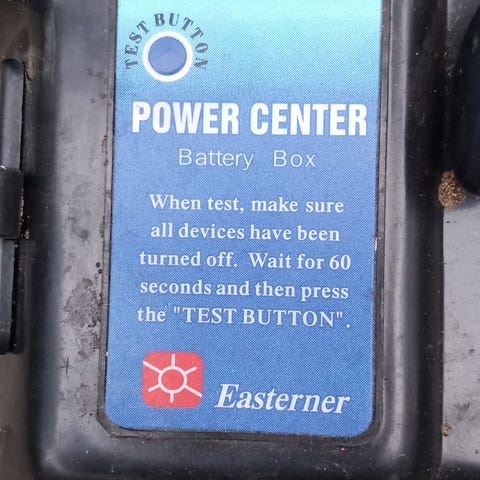 TEST BUTTON
POWER CENTER
Battery Box
When test, make sure
all devices have been
turned off. Wait for 60
seconds and then press
the "TEST BUTTON".
Easterner